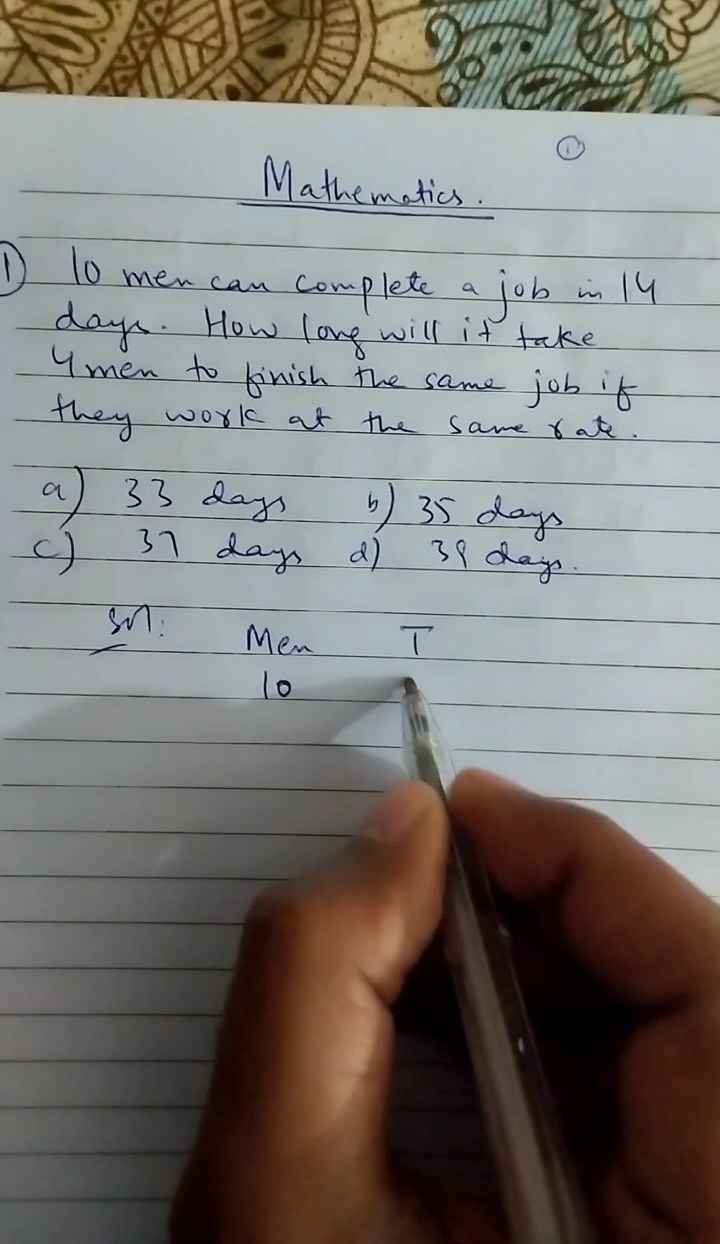 1
Mathematics.
1) 10 men can complete a job in 14
days. How long will it take
4 men to finish the same job if
they work at the same rate.
a) 33 days b) 35 days
c) 37 days d) 39 days.
Sol:
Men T
10